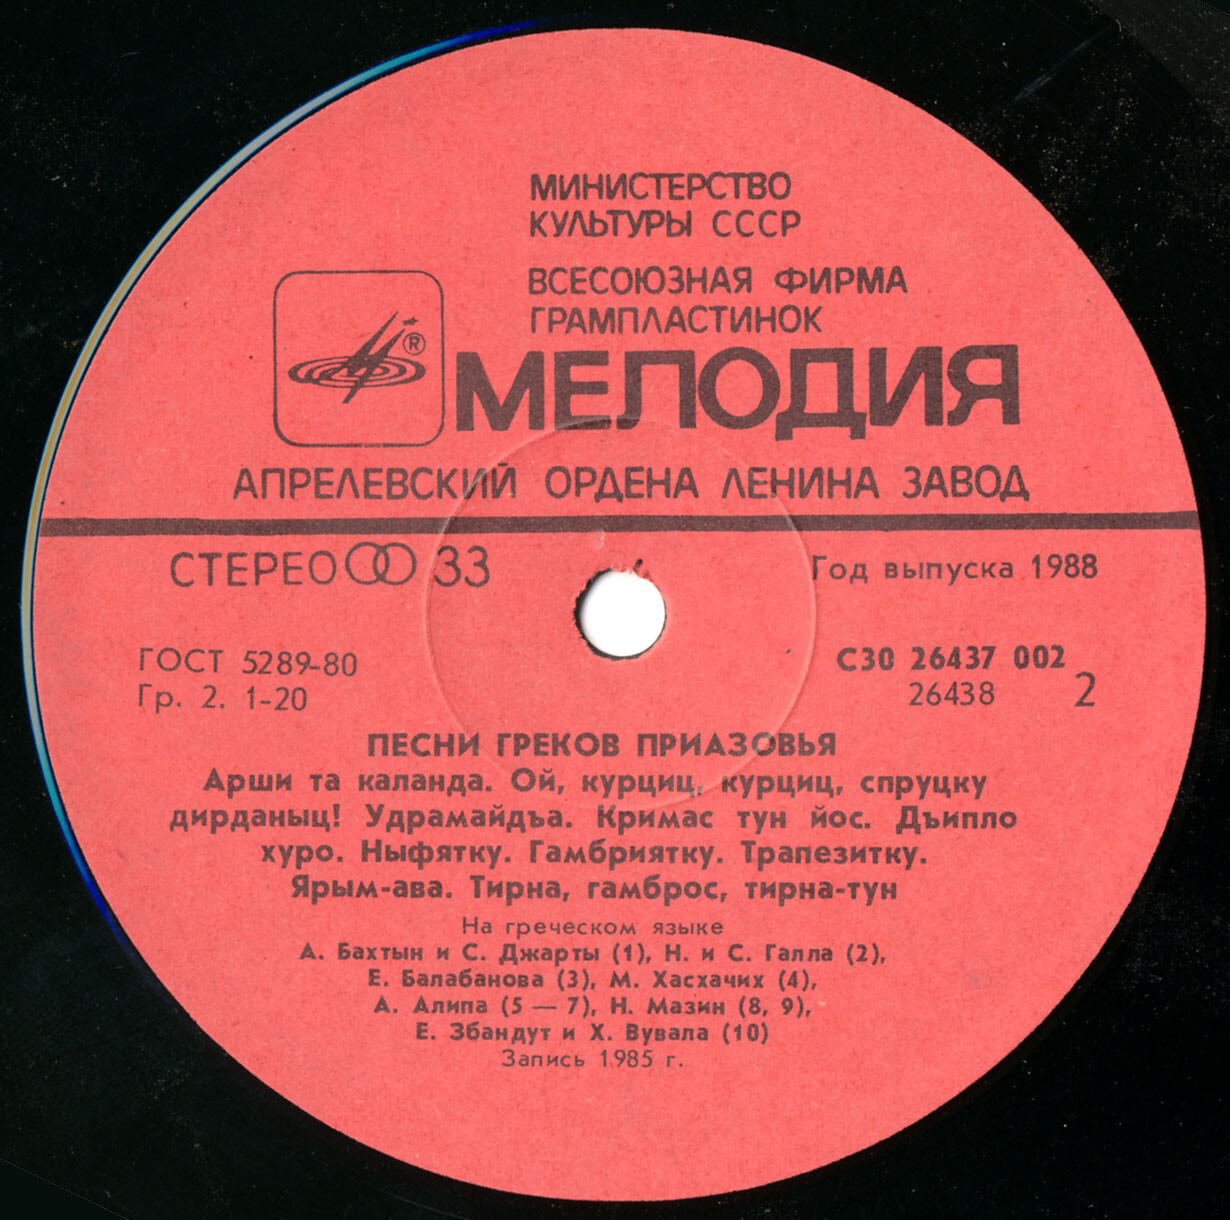 МИНИСТЕРСТВО
КУЛЬТУРЫ СССР
ВСЕСОЮЗНАЯ ФИРМА
ГРАМПЛАСТИНОК
®
МЕЛОДИЯ
АПРЕЛЕВСКИЙ ОРДЕНА ЛЕНИНА ЗАВОД
СТЕРЕО 33
Год выпуска 1988
ГОСТ 5289-80
Гр. 2. 1-20
С30 26437 002
26438 2
ПЕСНИ ГРЕКОВ ПРИАЗОВЬЯ
Арши та каланда. Ой, курциц, курциц, спруцку
дирданыц! Удрамайдъа. Кримас тун йос. Дъипло
хуро. Ныфятку. Гамбриятку. Трапезитку.
Ярым-ава. Тирна, гамброс, тирна-тун
На греческом языке
А. Бахтын и С. Джарты (1), Н. и С. Галла (2),
Е. Балабанова (3), М. Хасхачих (4),
А. Алипа (5 — 7), Н. Мазин (8, 9),
Е. Збандут и Х. Вувала (10)
Запись 1985 г.